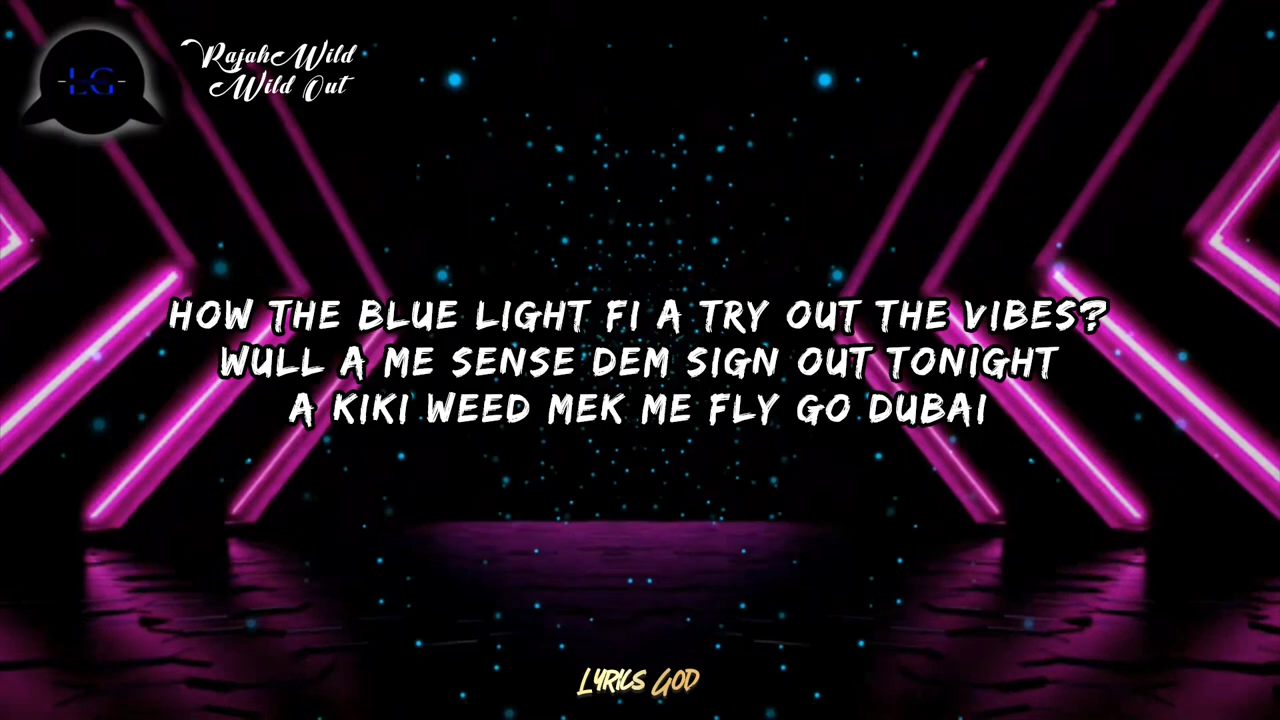 -LG-
RajahWild
Wild Out
HOW THE BLUE LIGHT FI A TRY OUT THE VIBES?
WULL A ME SENSE DEM SIGN OUT TONIGHT
A KIKI WEED MEK ME FLY GO DUBAI
LYRICS GOD